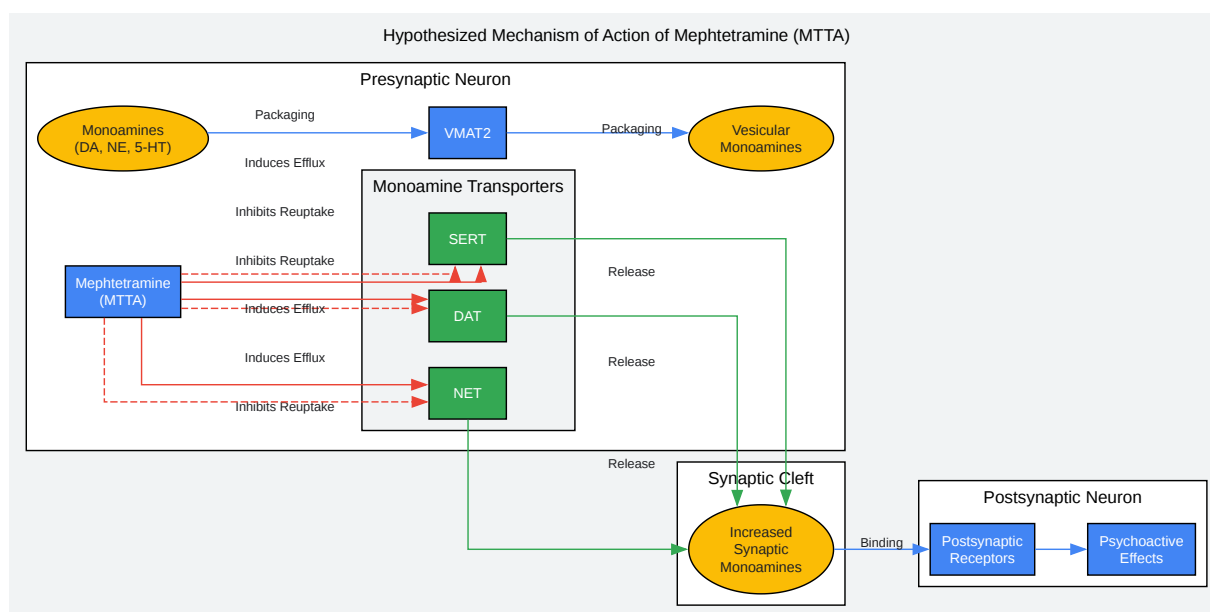 Hypothesized Mechanism of Action of Mephtetramine (MTTA)
Presynaptic Neuron
Monoamines
(DA, NE, 5-HT)
Packaging
VMAT2
Packaging
Vesicular
Monoamines
Induces Efflux
Monoamine Transporters
Inhibits Reuptake
SERT
Inhibits Reuptake
Release
Mephtetramine
(MTTA)
Induces Efflux
DAT
Induces Efflux
Release
NET
Inhibits Reuptake
Release
Synaptic Cleft
Increased
Synaptic
Monoamines
Binding
Postsynaptic Neuron
Postsynaptic
Receptors
Psychoactive
Effects